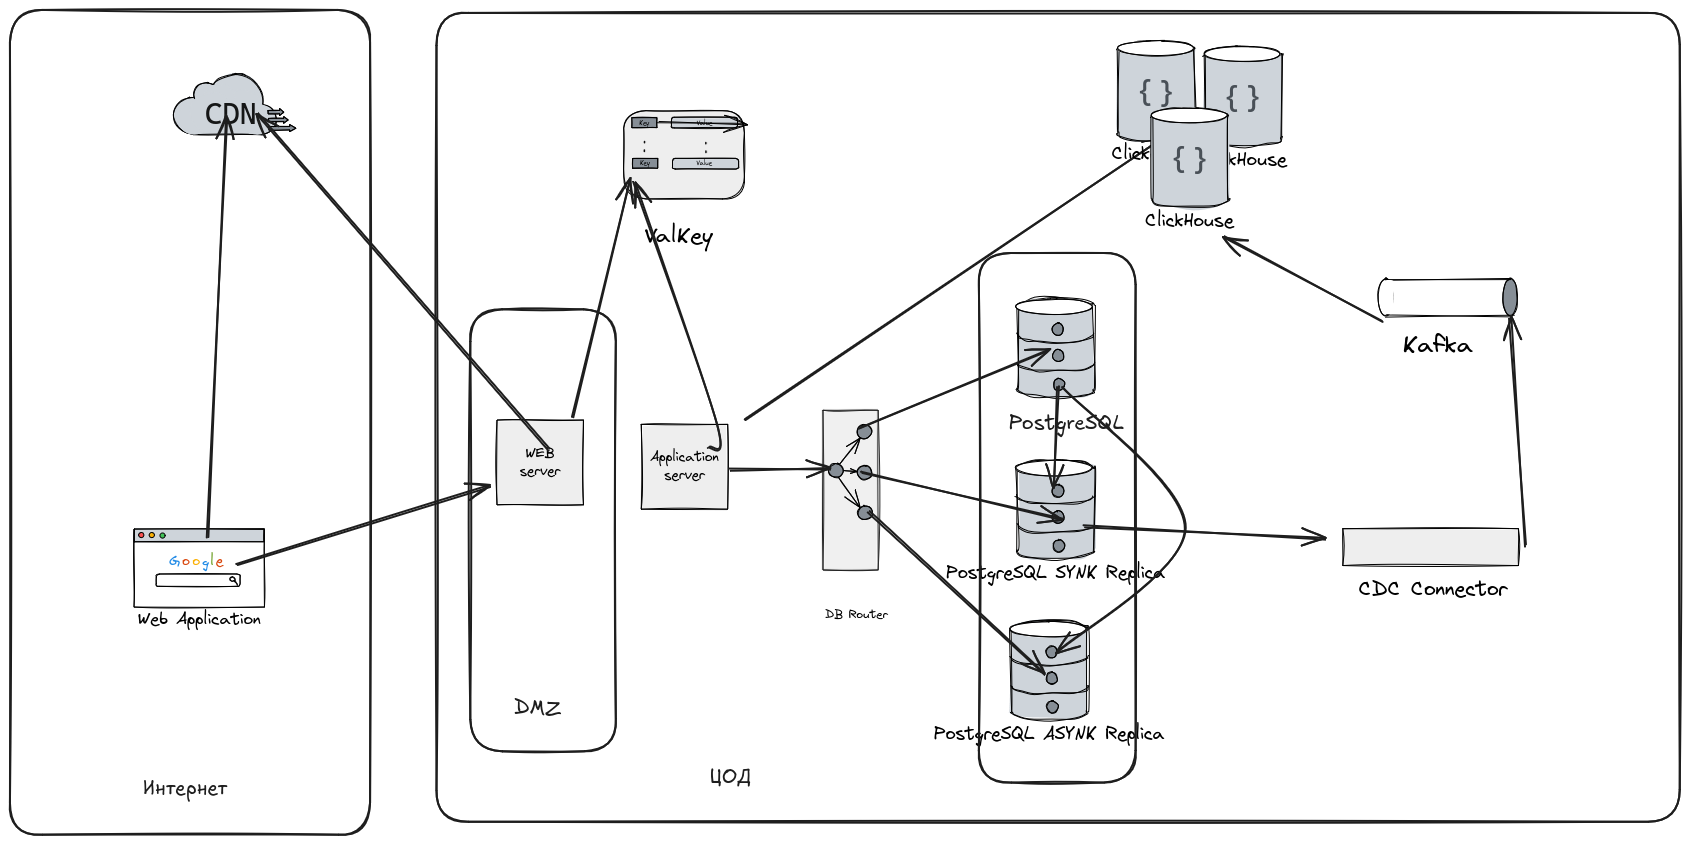 CDN
Google
Web Application
Интернет
Key
Value
Key
Value
ValKey
WEB
server
DMZ
Application
server
ЦОД
DB Router
PostgreSQL
PostgreSQL SYNK Replica
PostgreSQL ASYNK Replica
Click
kHouse
ClickHouse
Kafka
CDC Connector